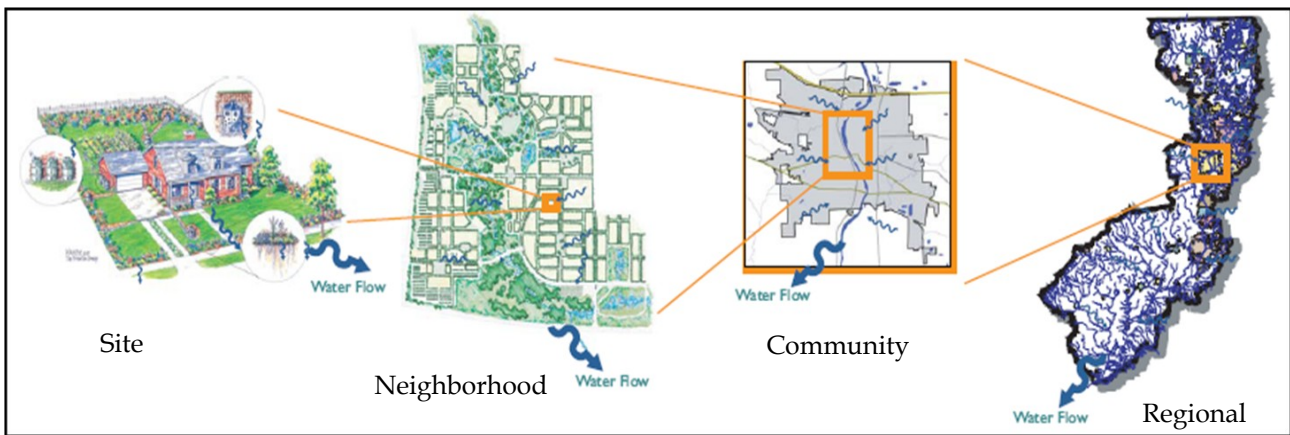 Water Flow
Site
Neighborhood
Water Flow
Water Flow
Community
Water Flow
Regional